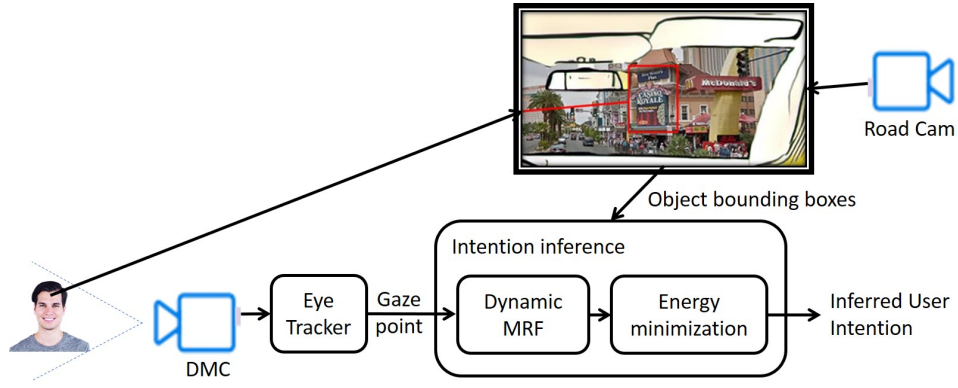 CASINO
ROYALE
McDonald's
Road Cam
Object bounding boxes
Intention inference
Eye
Tracker
Gaze
point
Dynamic
MRF
Energy
minimization
Inferred User
Intention
DMC